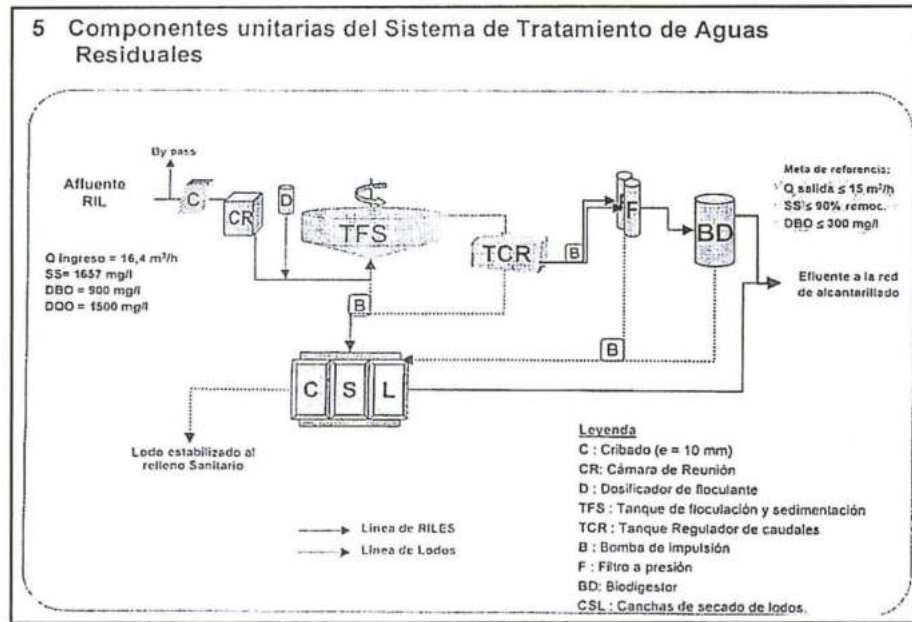 5 Componentes unitarias del Sistema de Tratamiento de Aguas
Residuales
By pass
Afluente
RIL
C
CR
D
TFS
TCR
B
F
BD
Meta de referencia:
Q salida ≤ 15 m³/h
SS ≤ 90% remoc.
DBO ≤ 300 mg/l
Q ingreso = 16,4 m³/h
SS= 1637 mg/l
DBO = 900 mg/l
DQO = 1500 mg/l
Efluente a la red
de alcantarillado
B
B
C S L
Lodo estabilizado al
relleno Sanitario
Línea de RILES
Línea de Lodos
Leyenda
C : Cribado (e = 10 mm)
CR: Cámara de Reunión
D : Dosificador de floculante
TFS : Tanque de floculación y sedimentación
TCR : Tanque Regulador de caudales
B : Bomba de impulsión
F : Filtro a presión
BD: Biodigestor
CSL : Canchas de secado de lodos.